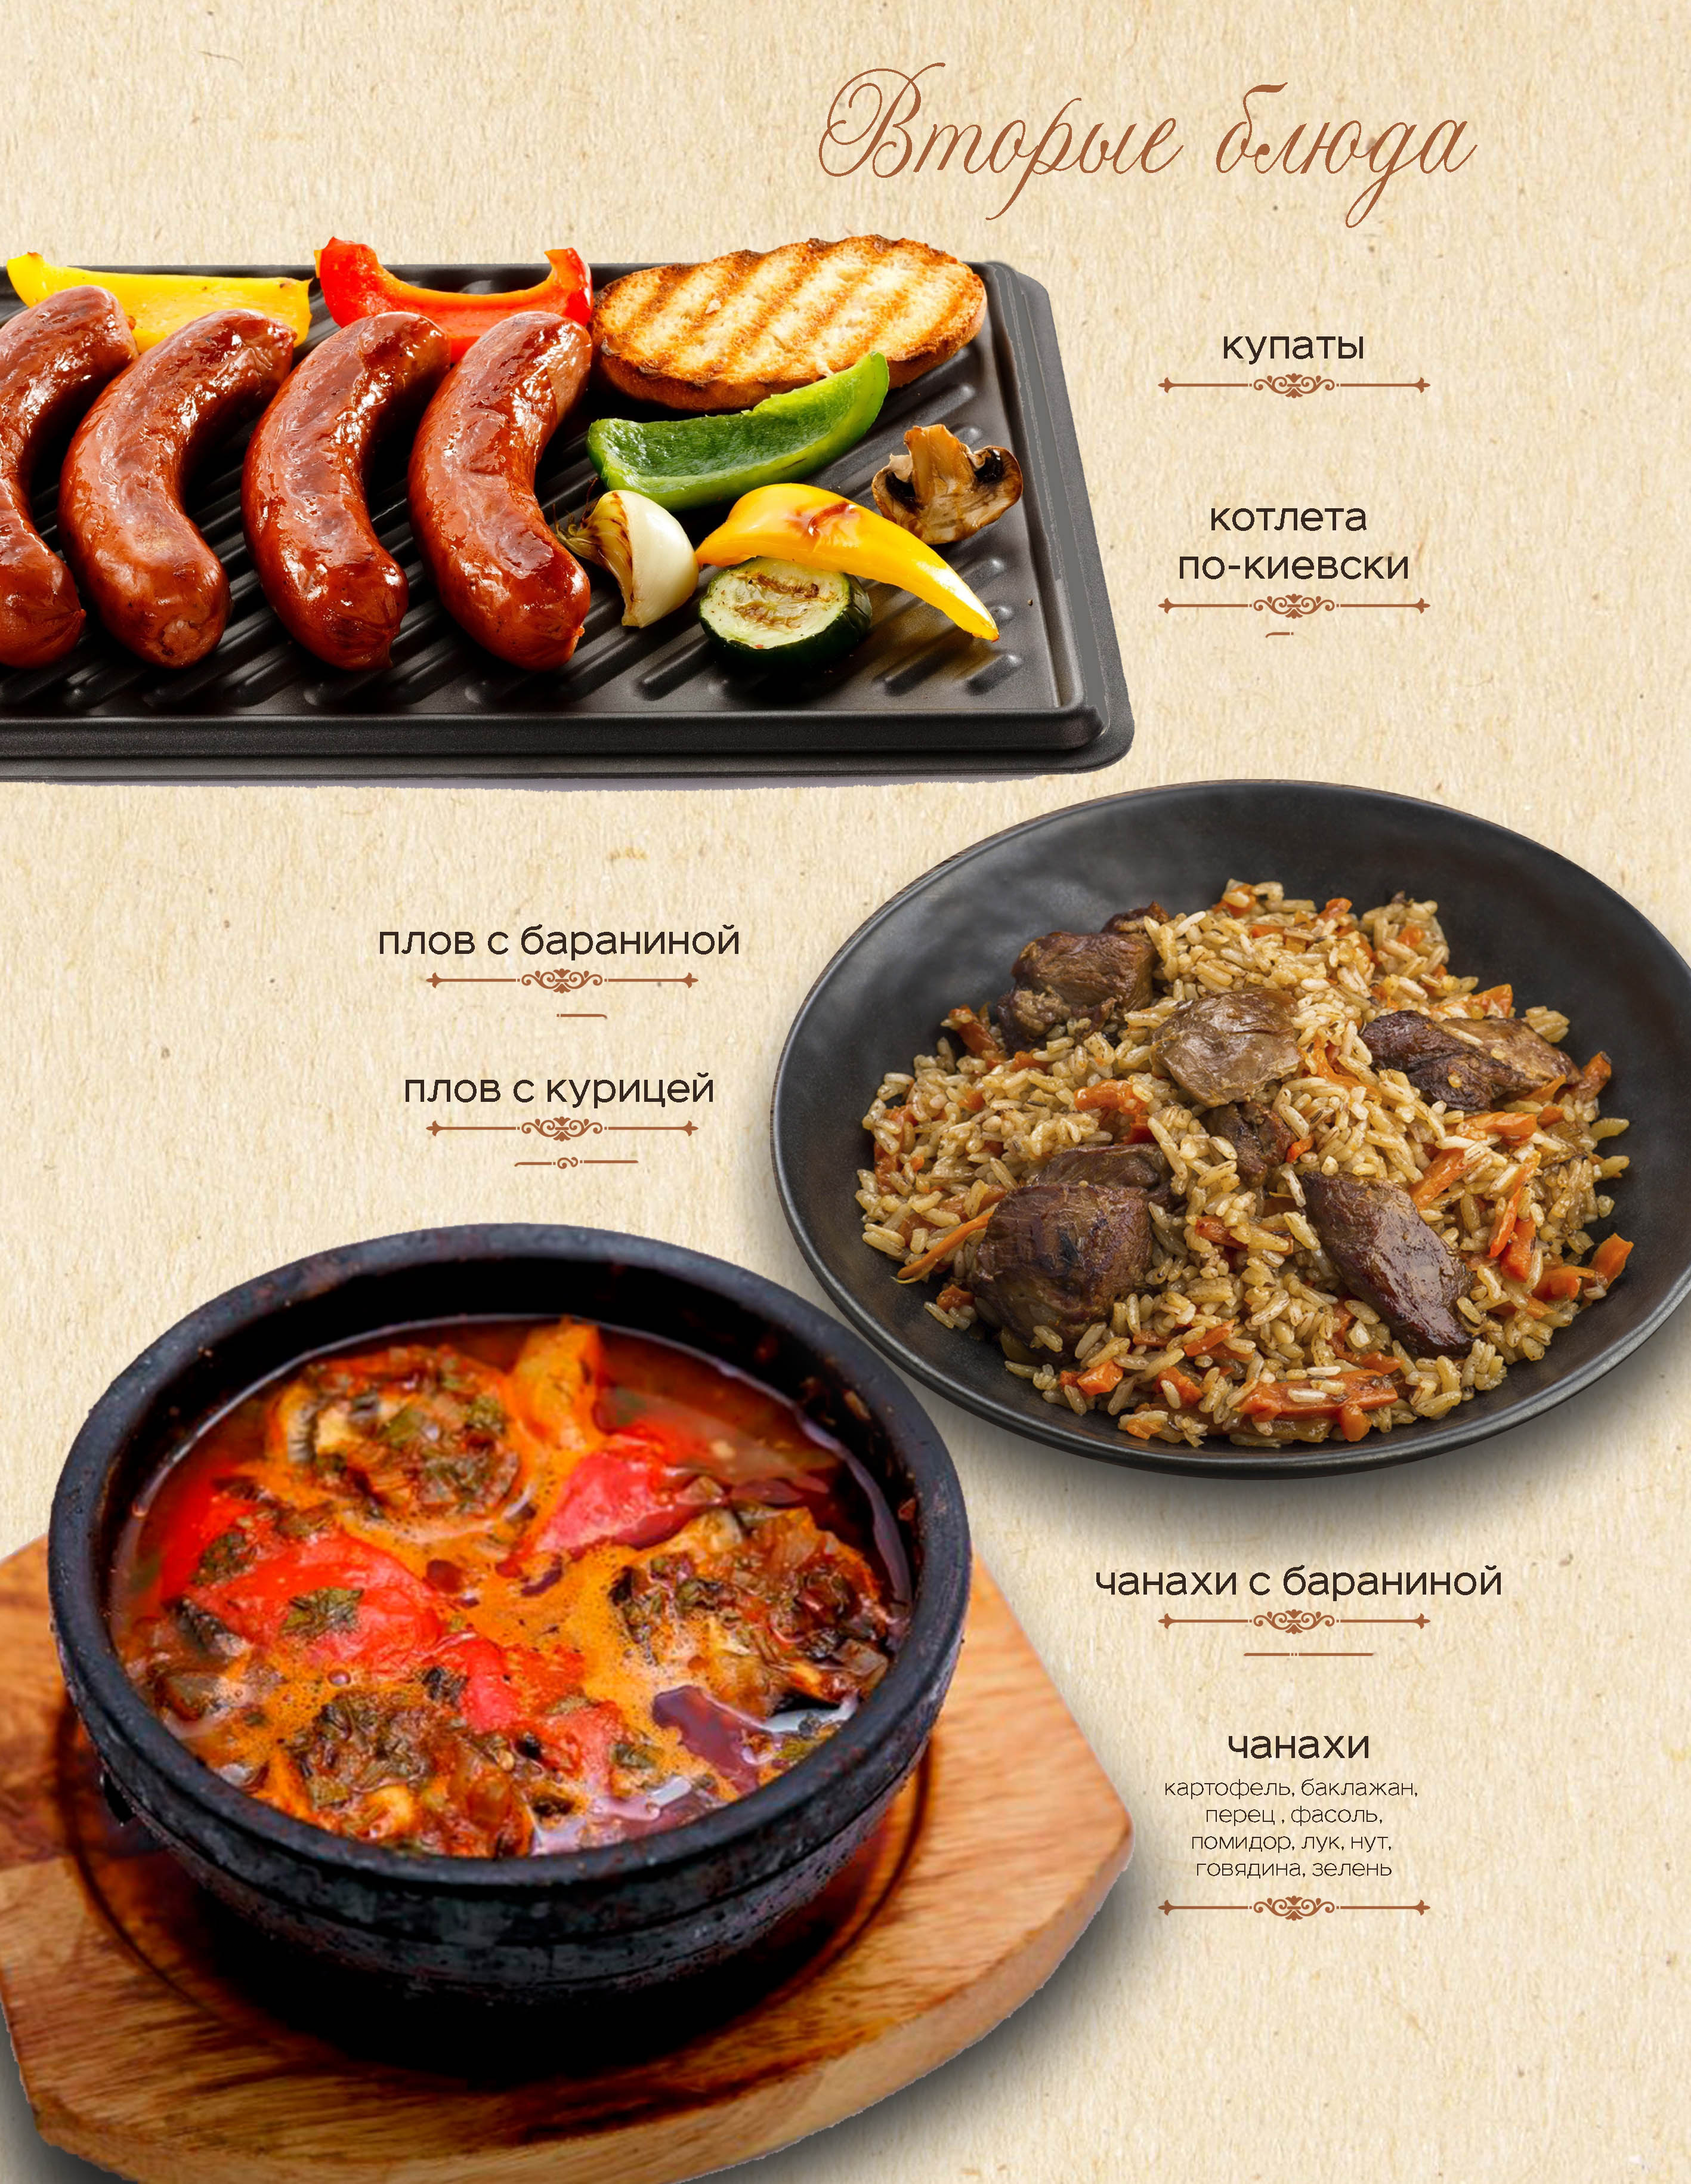 Вторые блюда
купаты
котлета
по-киевски
плов с бараниной
плов с курицей
чанахи с бараниной
чанахи
картофель, баклажан,
перец , фасоль,
помидор, лук, нут,
говядина, зелень